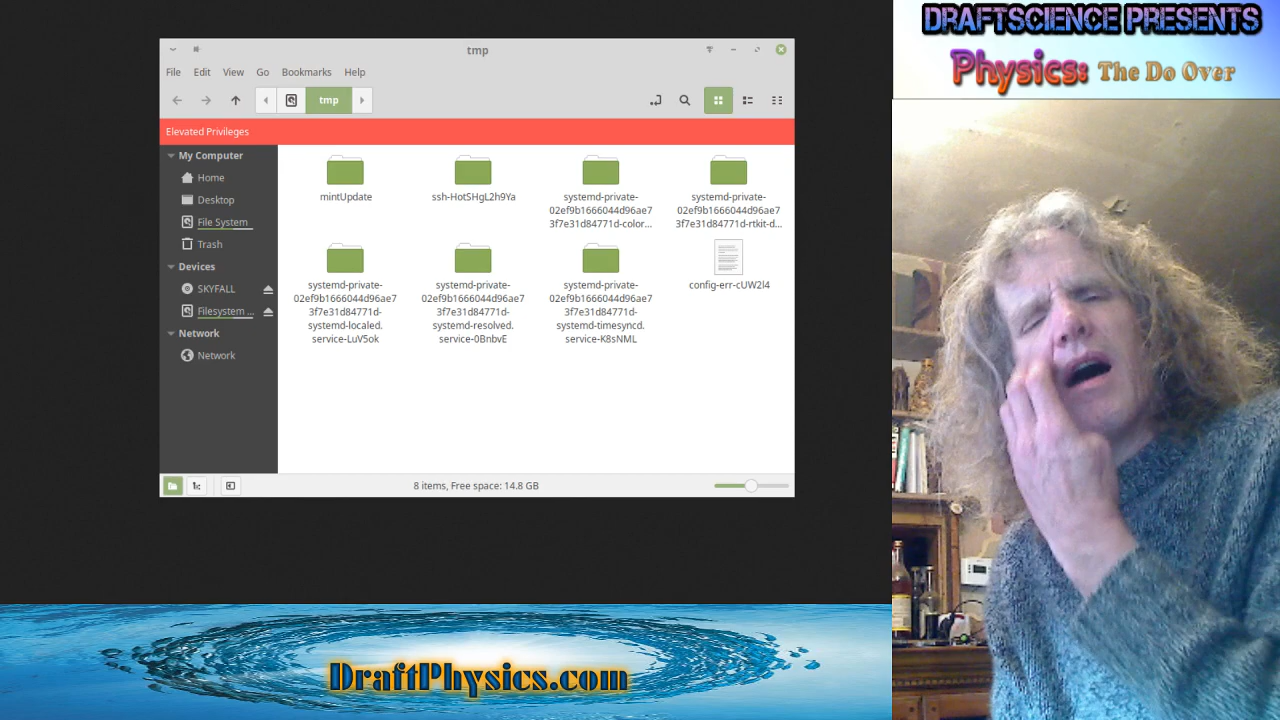 DRAFTSCIENCE PRESENTS
Physics: The Do Over
tmp
File Edit View Go Bookmarks Help
tmp
Elevated Privileges
My Computer
Home
Desktop
File System
Trash
Devices
SKYFALL
Filesystem ...
Network
Network
mintUpdate
ssh-HotSHgL2h9Ya
systemd-private-
02ef9b1666044d96ae7
3f7e31d84771d-color...
systemd-private-
02ef9b1666044d96ae7
3f7e31d84771d-rtkit-d...
systemd-private-
02ef9b1666044d96ae7
3f7e31d84771d-
systemd-localed.
service-LuV5ok
systemd-private-
02ef9b1666044d96ae7
3f7e31d84771d-
systemd-resolved.
service-0BnbvE
systemd-private-
02ef9b1666044d96ae7
3f7e31d84771d-
systemd-timesyncd.
service-K8sNML
config-err-cUW2l4
8 items, Free space: 14.8 GB
DraftPhysics.com